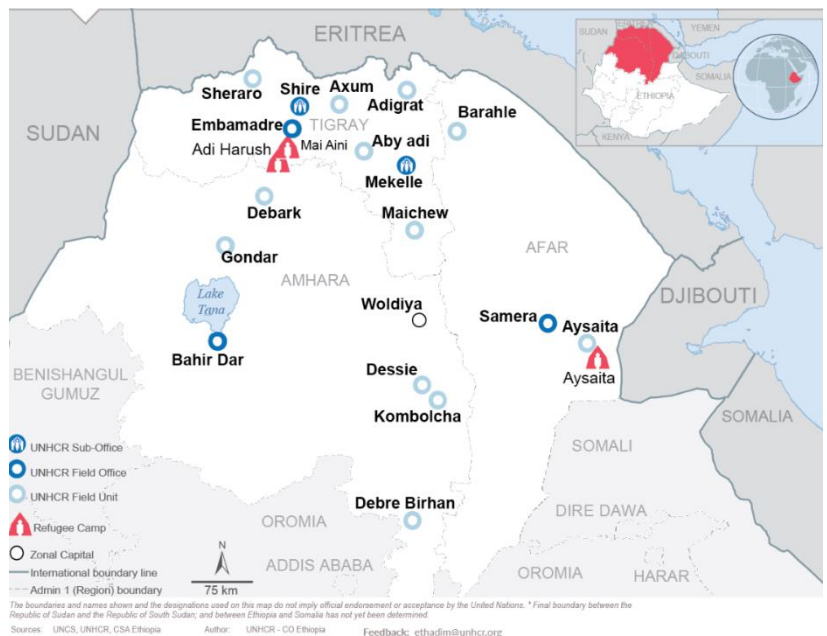 ERITREA
SUDAN
ERITREA
YEMEN
DJIBOUTI
SOMALIA
ETHIOPIA
KENYA
Sheraro
Shire
Axum
Adigrat
Barahle
SUDAN
Embamadre
TIGRAY
Adi Harush
Mai Aini
Aby adi
Mekelle
Debark
Maichew
Gondar
AFAR
AMHARA
Lake
Tana
Woldiya
Samera
Aysaita
DJIBOUTI
Bahir Dar
Aysaita
BENISHANGUL
GUMUZ
Dessie
Kombolcha
SOMALIA
UNHCR Sub-Office
UNHCR Field Office
UNHCR Field Unit
Refugee Camp
Zonal Capital
International boundary line
Admin 1 (Region) boundary
SOMALI
Debre Birhan
DIRE DAWA
OROMIA
N
ADDIS ABABA
75 km
OROMIA
HARAR
The boundaries and names shown and the designations used on this map do not imply official endorsement or acceptance by the United Nations. * Final boundary between the
Republic of Sudan and the Republic of South Sudan; and between Ethiopia and Somalia has not yet been determined.
Sources: UNCS, UNHCR, CSA Ethiopia Author: UNHCR - CO Ethiopia Feedback: ethadim@unhcr.org